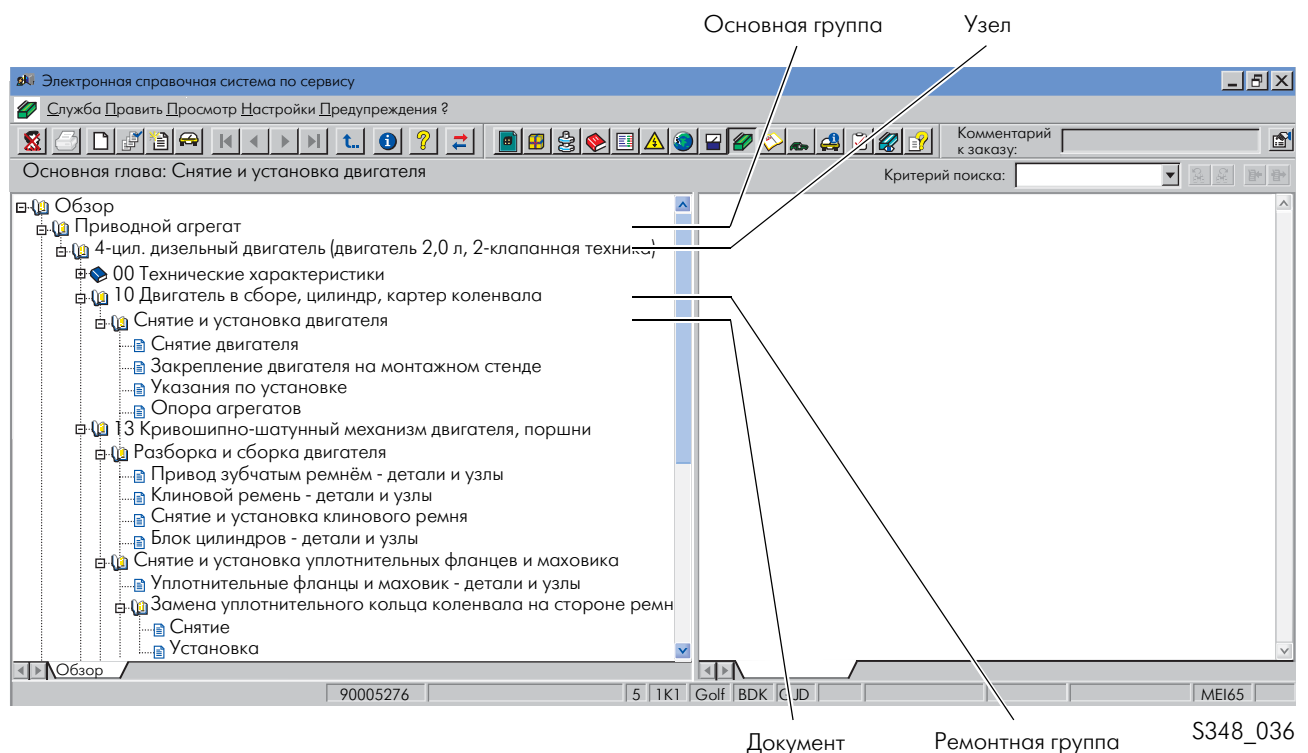 Основная группа
Узел
Электронная справочная система по сервису
Служба Править Просмотр Настройки Предупреждения ?
Комментарий
к заказу:
Основная глава: Снятие и установка двигателя
Критерий поиска:
Обзор
Приводной агрегат
4-цил. дизельный двигатель (двигатель 2,0 л, 2-клапанная техника)
00 Технические характеристики
10 Двигатель в сборе, цилиндр, картер коленвала
Снятие и установка двигателя
Снятие двигателя
Закрепление двигателя на монтажном стенде
Указания по установке
Опора агрегатов
13 Кривошипно-шатунный механизм двигателя, поршни
Разборка и сборка двигателя
Привод зубчатым ремнём - детали и узлы
Клиновой ремень - детали и узлы
Снятие и установка клинового ремня
Блок цилиндров - детали и узлы
Снятие и установка уплотнительных фланцев и маховика
Уплотнительные фланцы и маховик - детали и узлы
Замена уплотнительного кольца коленвала на стороне ремн
Снятие
Установка
Обзор
90005276 5 1K1 Golf BDK GUD MEI65
Документ
Ремонтная группа
S348_036